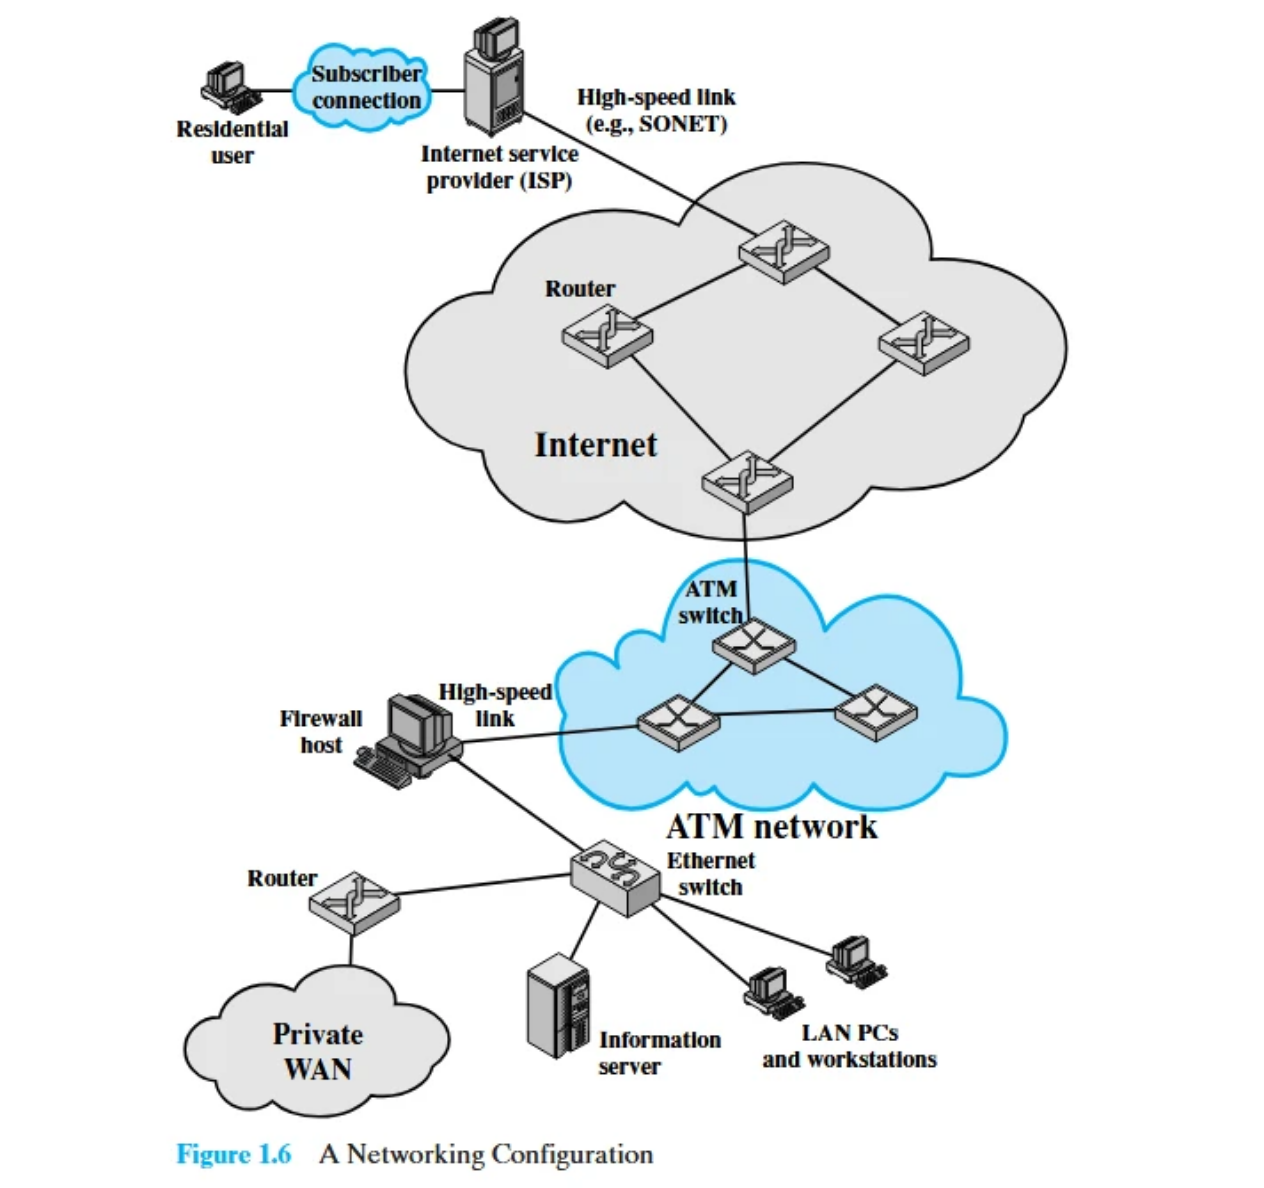 Subscriber
connection
Residential
user
Internet service
provider (ISP)
High-speed link
(e.g., SONET)
Router
Internet
ATM
switch
High-speed
link
Firewall
host
ATM network
Ethernet
switch
Router
Private
WAN
Information
server
LAN PCs
and workstations
Figure 1.6 A Networking Configuration